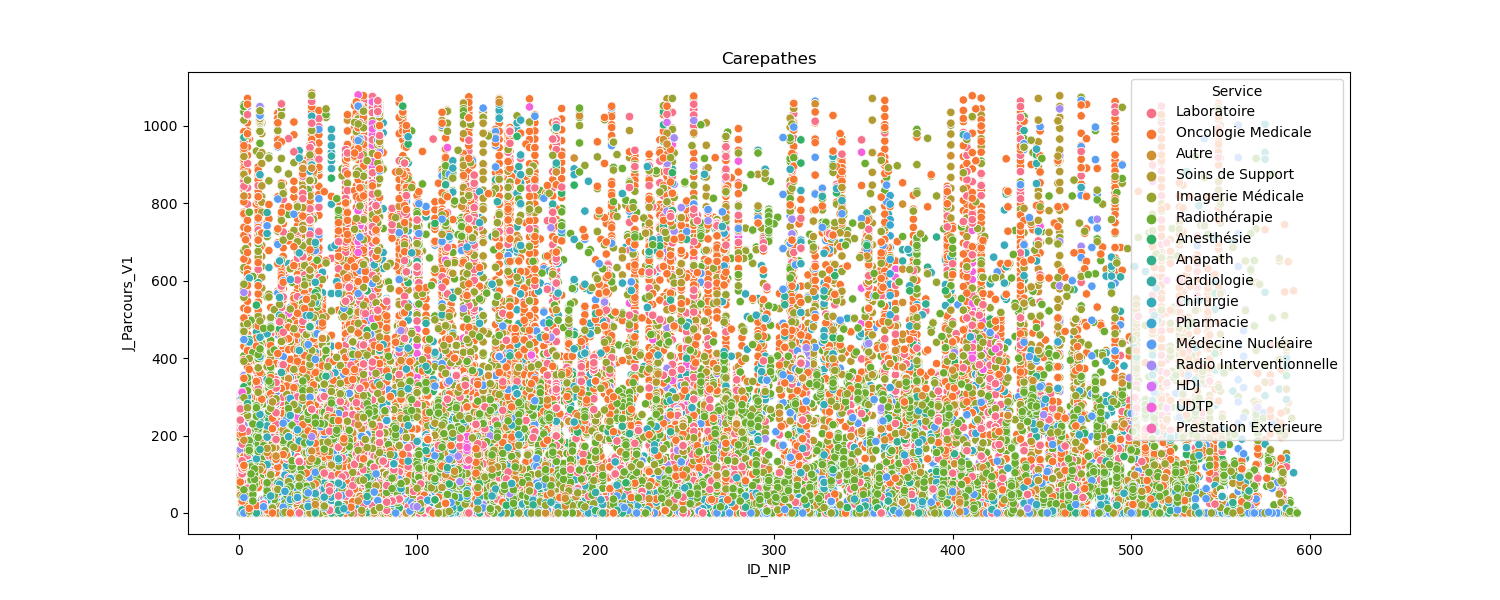 Carepathes
J_Parcours_V1
1000
800
600
400
200
0
0 100 200 300 400 500 600
ID_NIP
Service
Laboratoire
Oncologie Medicale
Autre
Soins de Support
Imagerie Médicale
Radiothérapie
Anesthésie
Anapath
Cardiologie
Chirurgie
Pharmacie
Médecine Nucléaire
Radio Interventionnelle
HDJ
UDTP
Prestation Exterieure